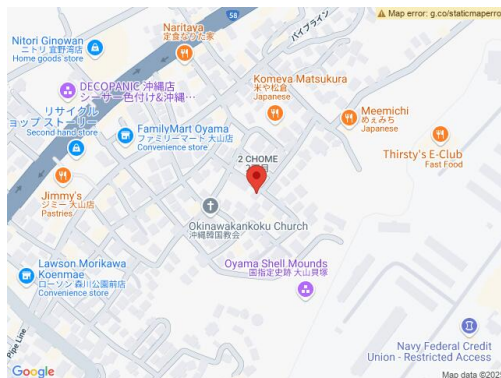 58
Map error: g.co/staticmaperro
Nitori Ginowan
ニトリ 宜野湾店
Home goods store
Naritaya
定食なりた家
パイプライン
DECOPANIC 沖縄店
シーサー色付け&沖縄…
Komeya Matsukura
米や松倉
Japanese
リサイクル
ョップ ストーリー
Second hand store
Meemichi
めぇみち
Japanese
FamilyMart Oyama
ファミリーマート 大山店
Convenience store
Thirsty's E-Club
Fast Food
2 CHOME
Jimmy's
ジミー 大山店
Pastries
Okinawakankoku Church
沖縄韓国教会
Oyama Shell Mounds
国指定史跡 大山貝塚
Lawson Morikawa
Koenmae
ローソン 森川公園前店
Convenience store
Pipe Line
Navy Federal Credit
Union - Restricted Access
Google
Map data ©2025